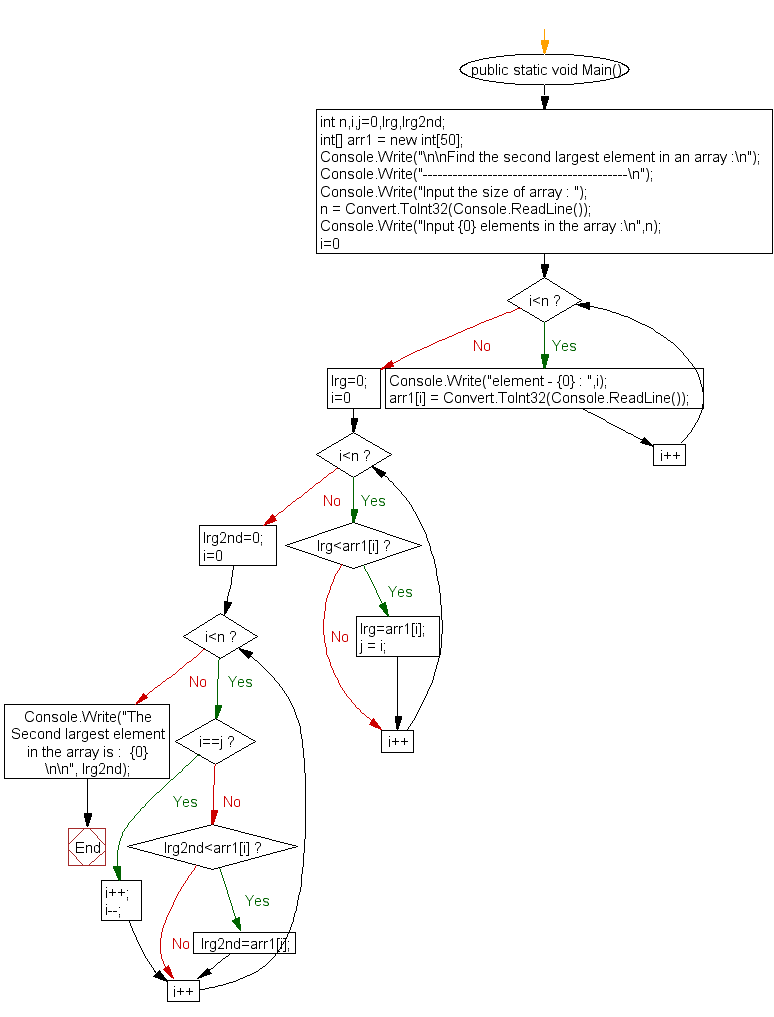 public static void Main()
int n,i,j=0,lrg,lrg2nd;
int[] arr1 = new int[50];
Console.Write("\n\nFind the second largest element in an array :\n");
Console.Write("-----------------------------------------\n");
Console.Write("Input the size of array : ");
n = Convert.ToInt32(Console.ReadLine());
Console.Write("Input {0} elements in the array :\n",n);
i=0
i<n ?
No
Yes
lrg=0;
i=0
Console.Write("element - {0} : ",i);
arr1[i] = Convert.ToInt32(Console.ReadLine());
i++
i<n ?
No
Yes
lrg2nd=0;
i=0
lrg<arr1[i] ?
Yes
No
lrg=arr1[i];
j = i;
i++
i<n ?
No
Yes
Console.Write("The
Second largest element
in the array is :  {0}
\n\n", lrg2nd);
i==j ?
Yes
No
End
lrg2nd<arr1[i] ?
i++;
i--;
Yes
No
lrg2nd=arr1[i];
i++